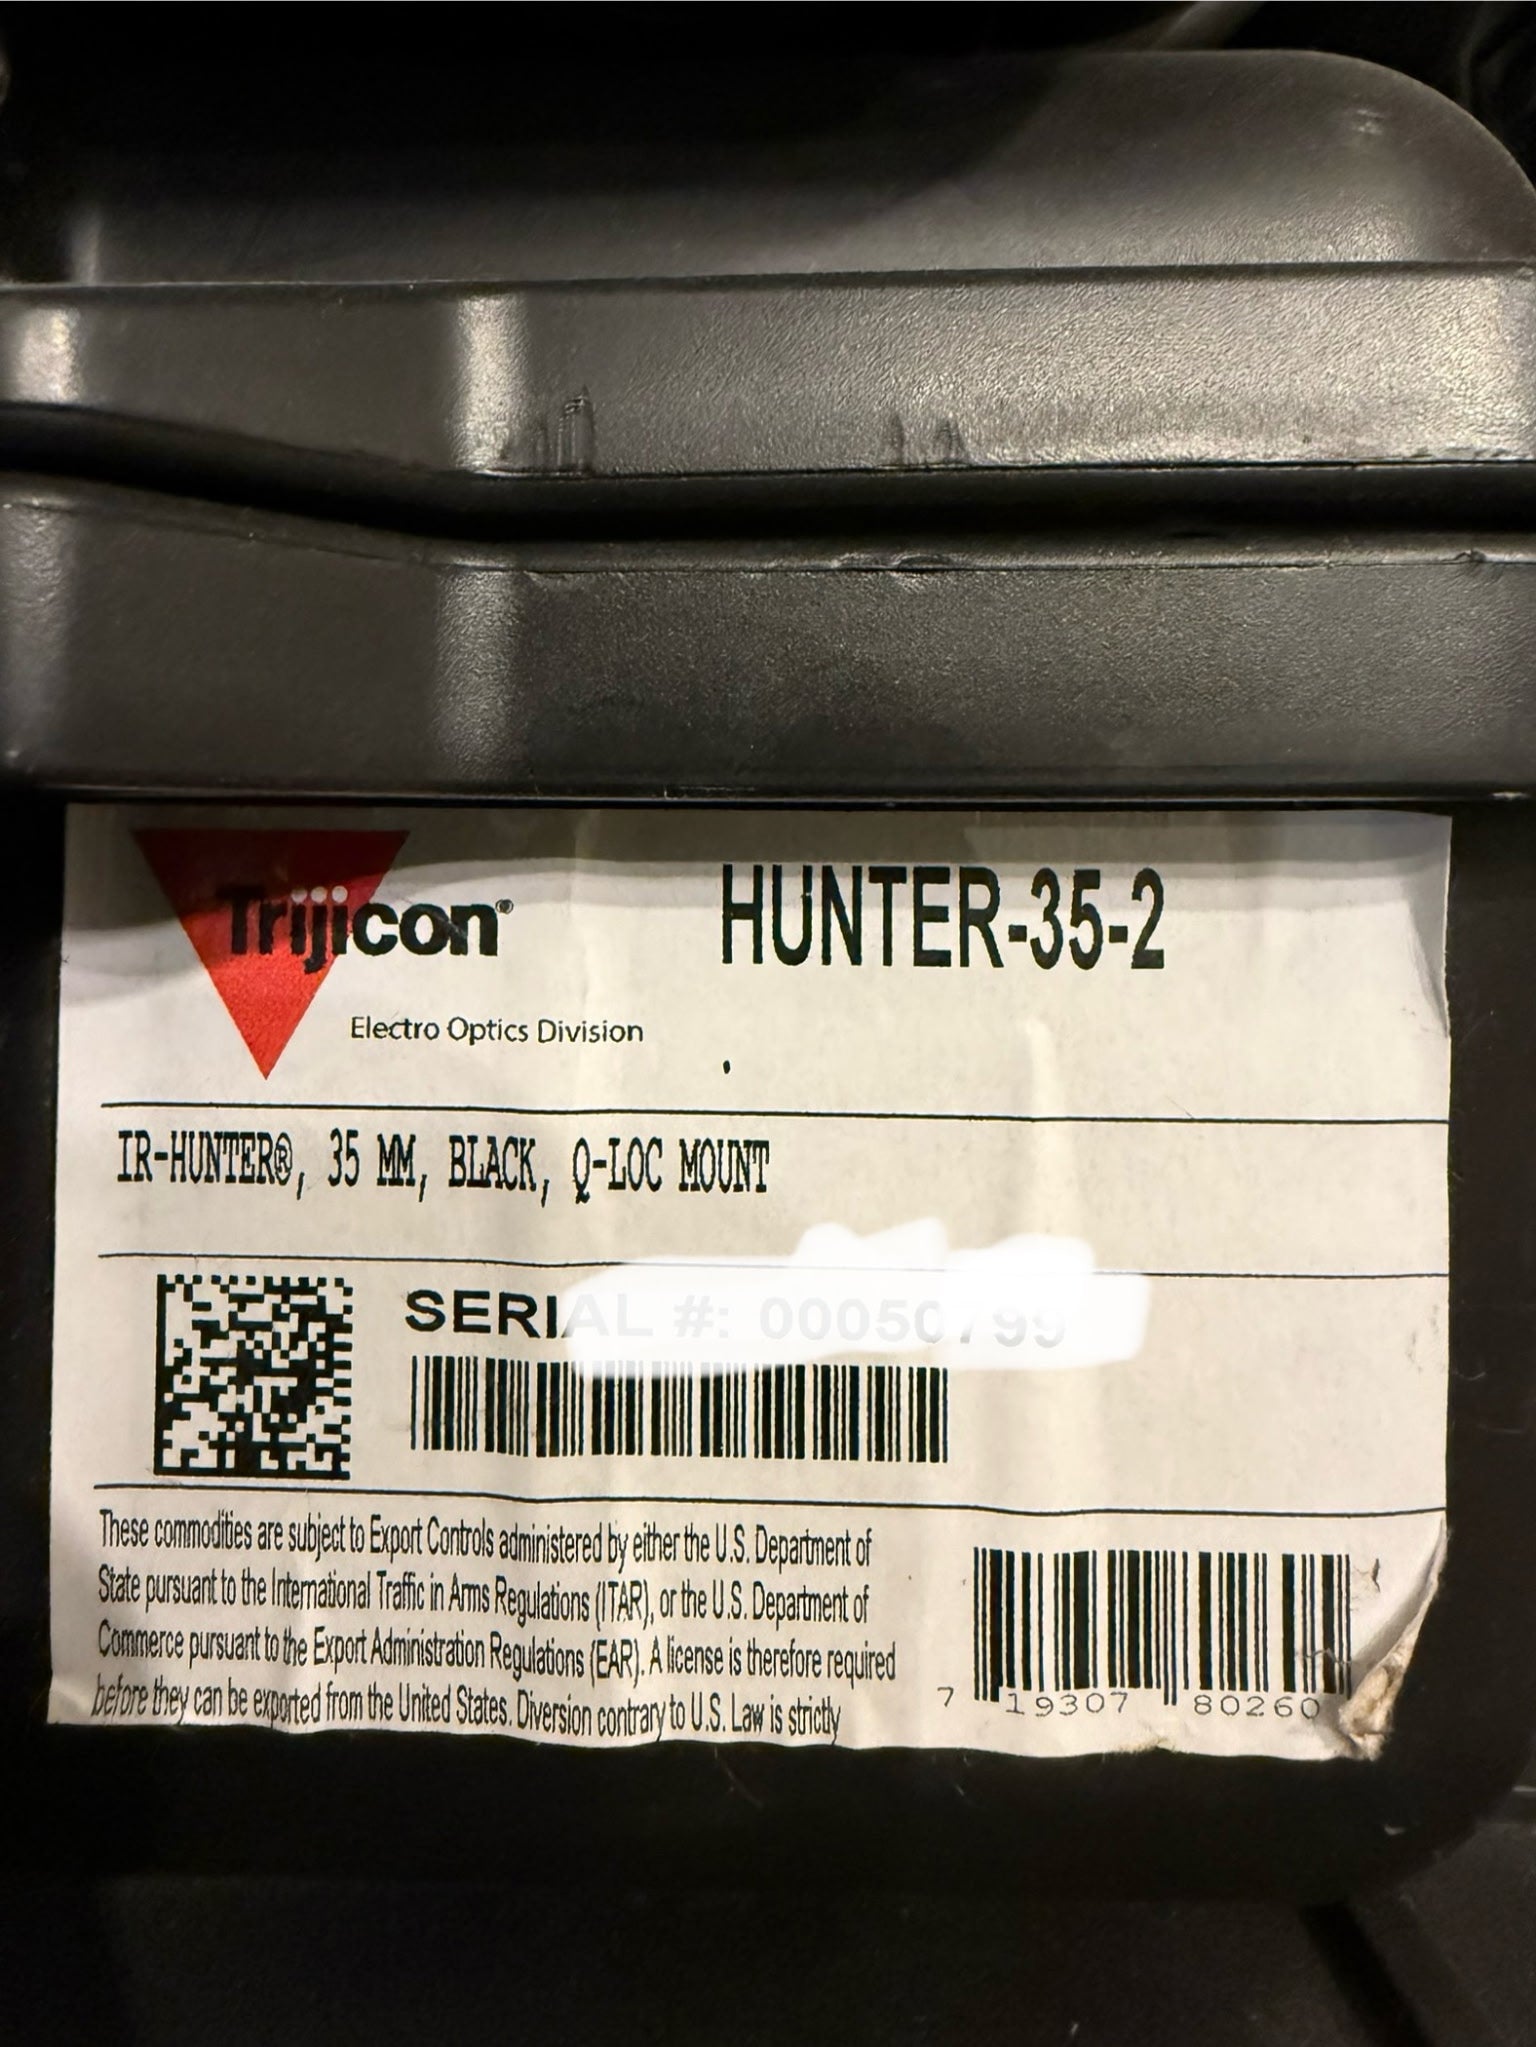 Trijicon®
HUNTER-35-2
Electro Optics Division
IR-HUNTER®, 35 MM, BLACK, Q-LOC MOUNT
SERIAL #:
These commodities are subject to Export Controls administered by either the U.S. Department of
State pursuant to the International Traffic in Arms Regulations (ITAR), or the U.S. Department of
Commerce pursuant to the Export Administration Regulations (EAR). A license is therefore required
before they can be exported from the United States. Diversion contrary to U.S. Law is strictly
7 19307 80260